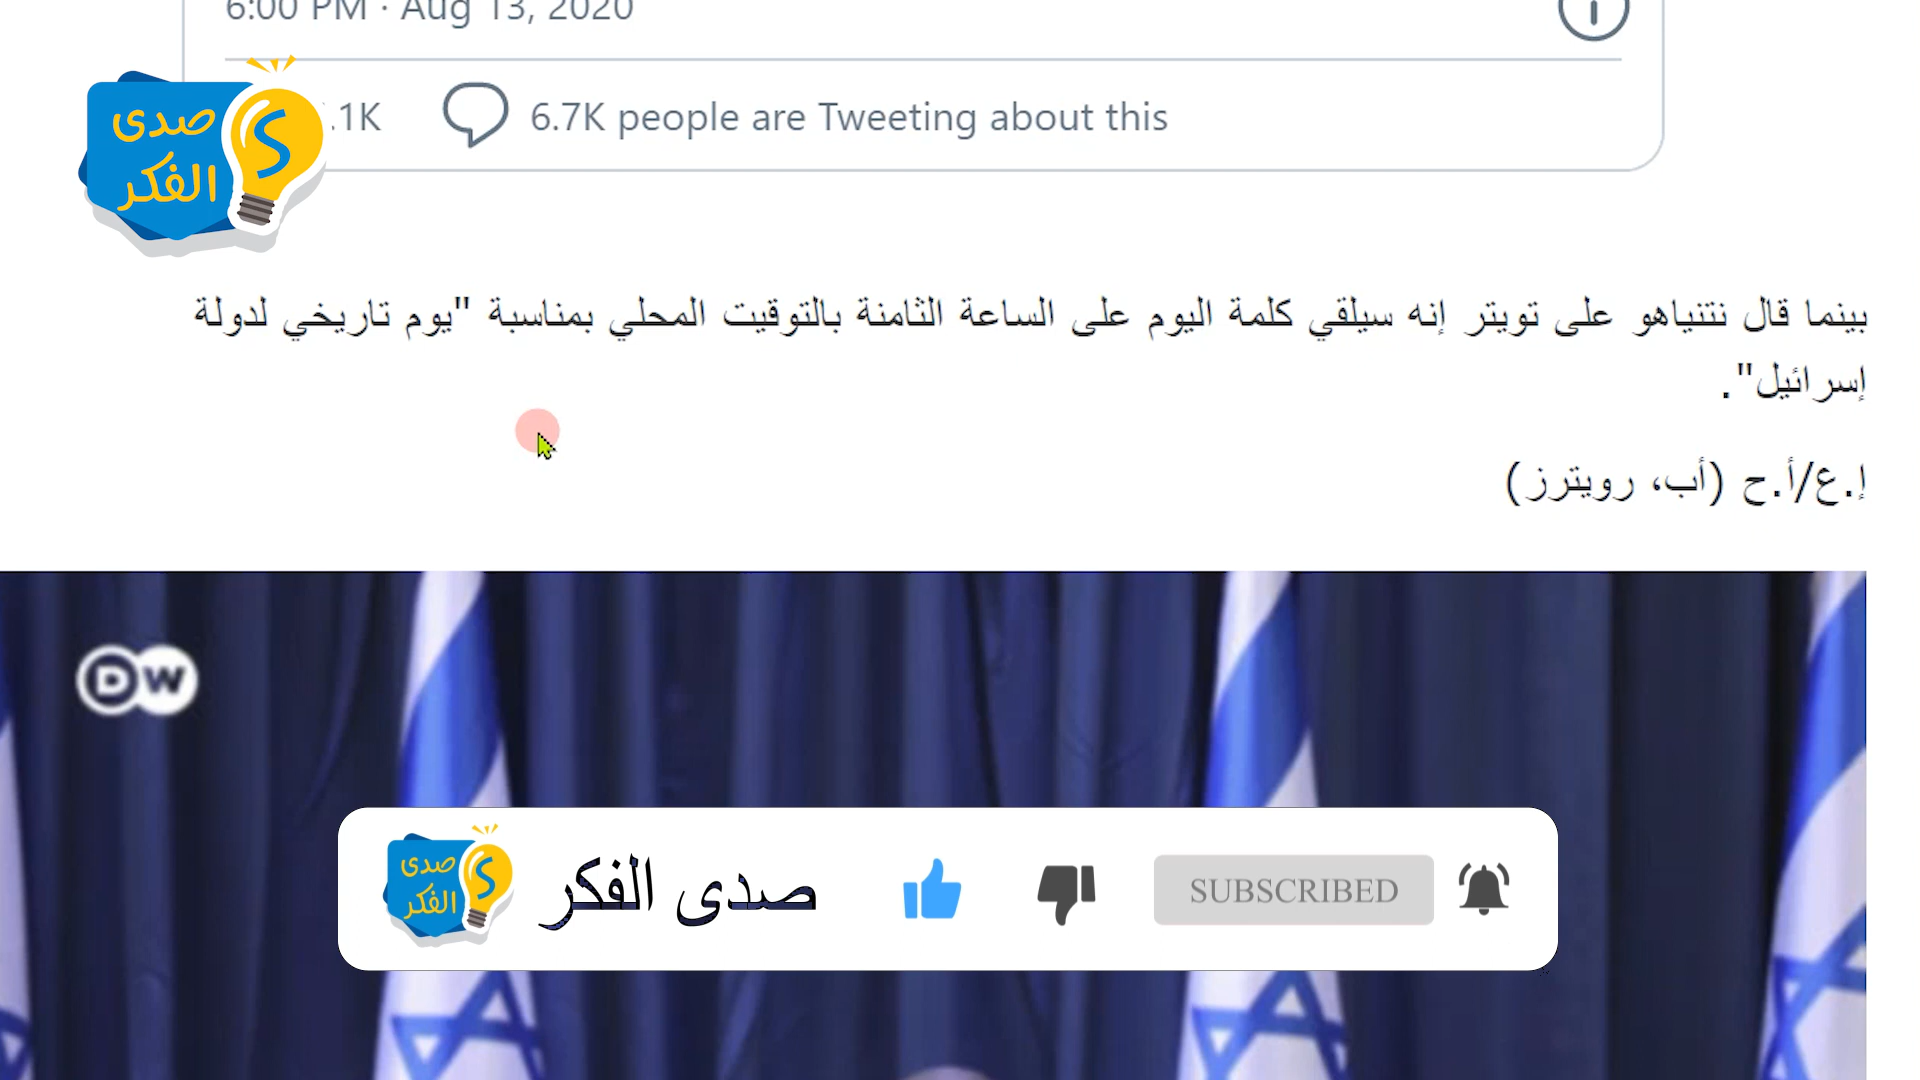 6:00 PM · Aug 13, 2020
.1K
6.7K people are Tweeting about this
صدى
الفكر
بينما قال نتنياهو على تويتر إنه سيلقي كلمة اليوم على الساعة الثامنة بالتوقيت المحلي بمناسبة "يوم تاريخي لدولة
إسرائيل".
إ.ع/أ.ح (أب، رويترز)
DW
صدى
الفكر
صدى الفكر
SUBSCRIBED